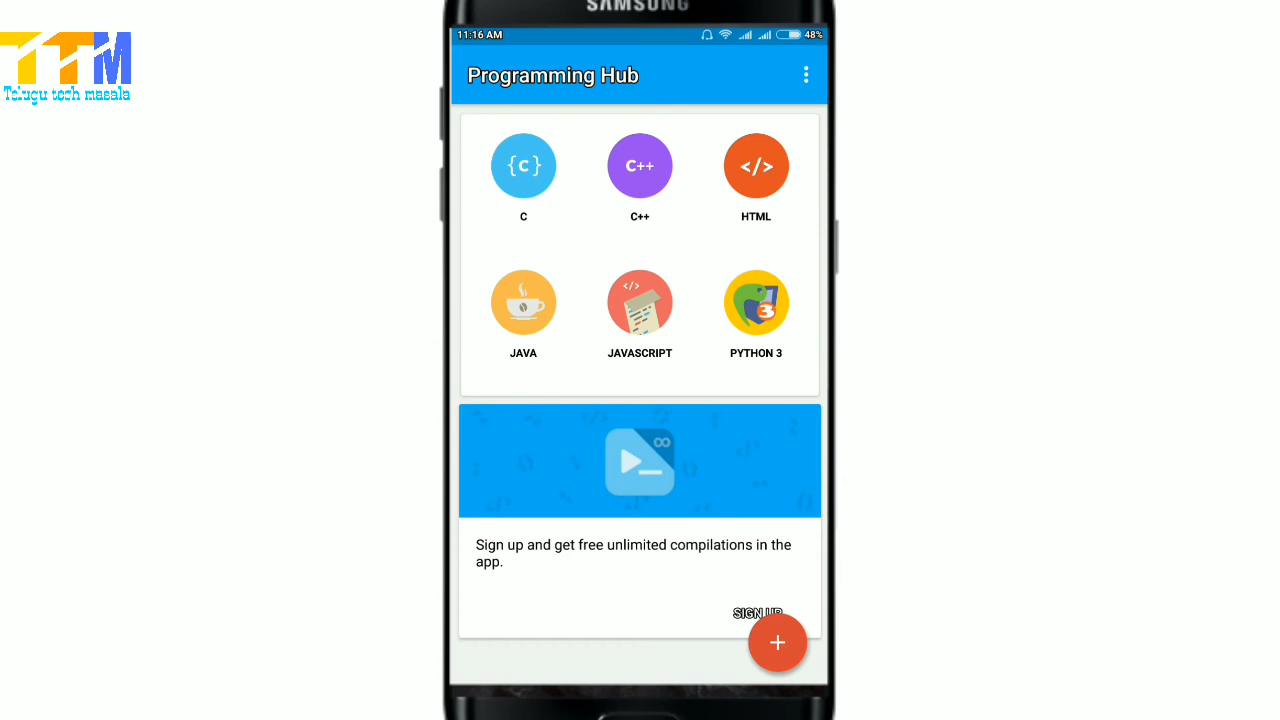 SAMSUNG
11:16 AM
48%
TTM
Telugu tech masala
Programming Hub
{C}
C++
</>
C
C++
HTML
</>
3
JAVA
JAVASCRIPT
PYTHON 3
∞
Sign up and get free unlimited compilations in the
app.
SIGN UP
+